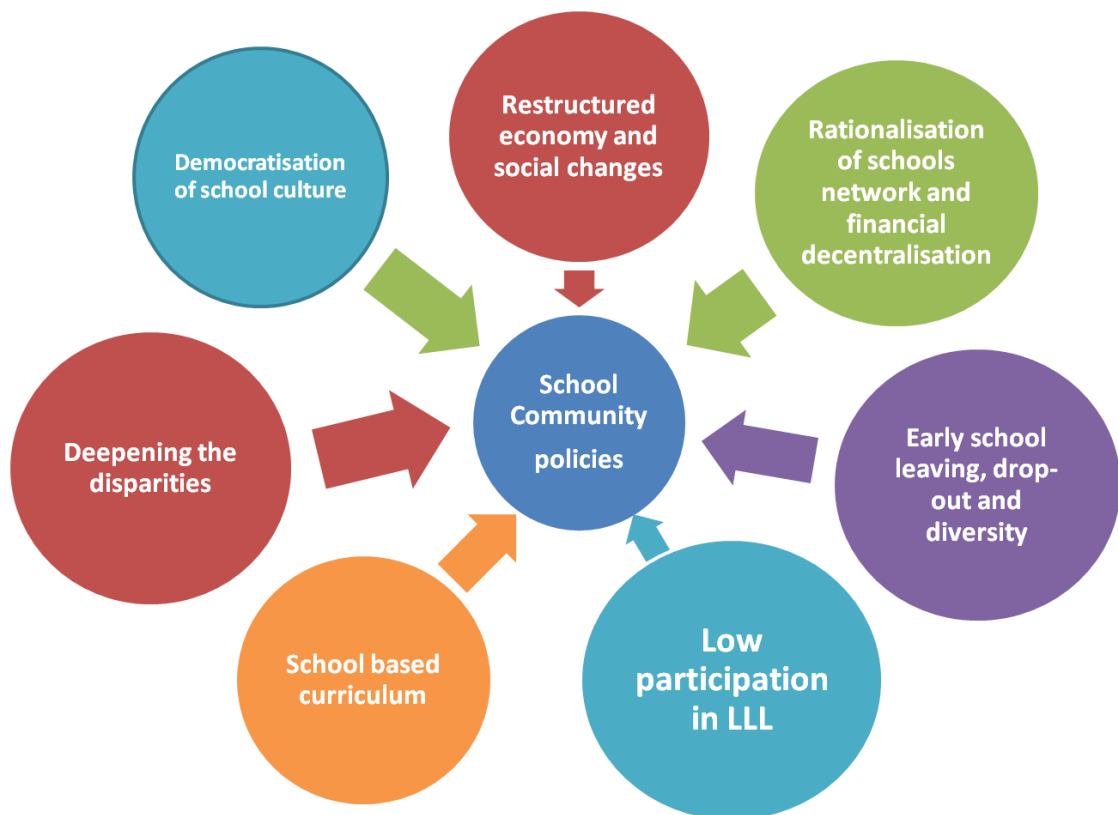 Restructured
economy and
social changes
Rationalisation
of schools
network and
financial
decentralisation
Early school
leaving, drop-
out and
diversity
Low
participation
in LLL
School based
curriculum
Deepening the
disparities
Democratisation
of school culture
School
Community
policies